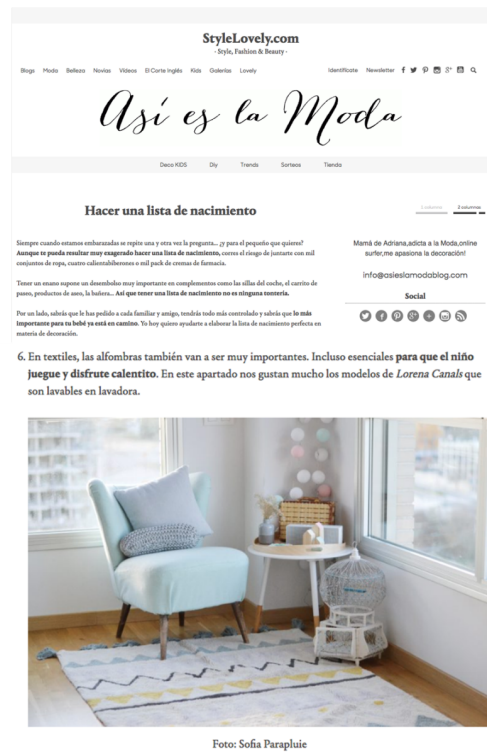 StyleLovely.com
- Style, Fashion & Beauty -
Blogs Moda Belleza Novias Vídeos El Corte Inglés Kids Galerías Lovely Identifícate Newsletter
Así es la Moda
Deco KIDS Diy Trends Sorteos Tienda
Hacer una lista de nacimiento
2 columnas
Siempre cuando estamos embarazadas se repite una y otra vez la pregunta... ¿y para el pequeño que quieres?
Aunque te pueda resultar muy exagerado hacer una lista de nacimiento, corres el riesgo de juntarte con mil
conjuntos de ropa, cuatro calientabiberones o mil pack de cremas de farmacia.
Tener un enano supone un desembolso muy importante en complementos como las sillas del coche, el carrito de
paseo, productos de aseo, la bañera... Así que tener una lista de nacimiento no es ninguna tontería.
Por un lado, sabrás que le has pedido a cada familiar y amigo, tendrás todo más controlado y sabrás que lo más
importante para tu bebé ya está en camino. Yo hoy quiero ayudarte a elaborar la lista de nacimiento perfecta en
materia de decoración.
Mamá de Adriana,adicta a la Moda,online
surfer,me apasiona la decoración!
info@asieslamodablog.com
Social
6. En textiles, las alfombras también van a ser muy importantes. Incluso esenciales para que el niño
juegue y disfrute calentito. En este apartado nos gustan mucho los modelos de Lorena Canals que
son lavables en lavadora.
Foto: Sofia Parapluie